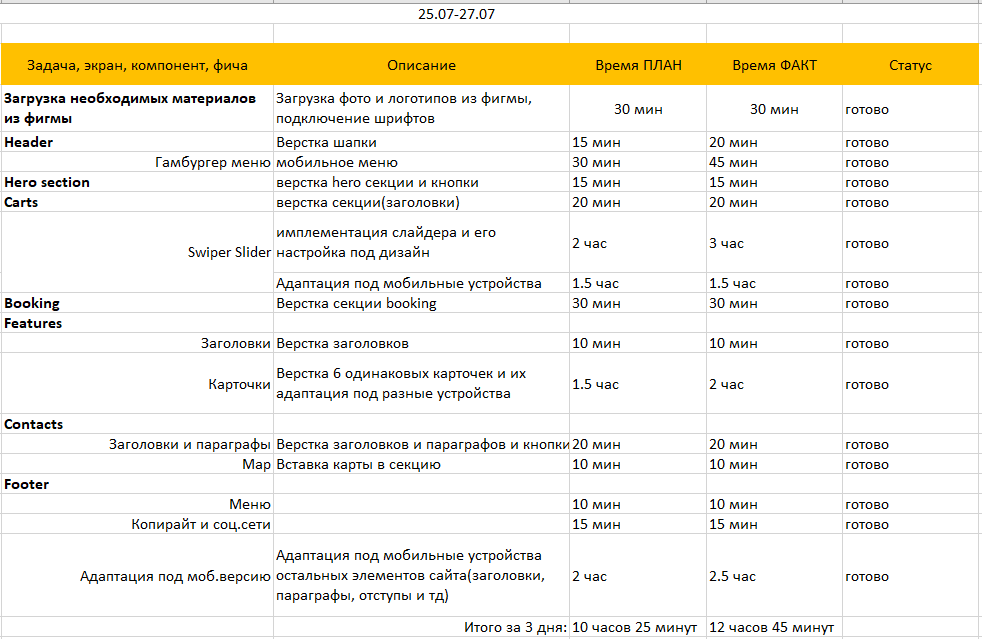 25.07-27.07
Задача, экран, компонент, фича Описание Время ПЛАН Время ФАКТ Статус
Загрузка необходимых материалов из фигмы Загрузка фото и логотипов из фигмы, подключение шрифтов 30 мин 30 мин готово
Header Верстка шапки 15 мин 20 мин готово
Гамбургер меню мобильное меню 30 мин 45 мин готово
Hero section верстка hero секции и кнопки 15 мин 15 мин готово
Carts верстка секции(заголовки) 20 мин 20 мин готово
Swiper Slider имплементация слайдера и его настройка под дизайн 2 час 3 час готово
Адаптация под мобильные устройства 1.5 час 1.5 час готово
Booking Верстка секции booking 30 мин 30 мин готово
Features
Заголовки Верстка заголовков 10 мин 10 мин готово
Карточки Верстка 6 одинаковых карточек и их адаптация под разные устройства 1.5 час 2 час готово
Contacts
Заголовки и параграфы Верстка заголовков и параграфов и кнопки 20 мин 20 мин готово
Map Вставка карты в секцию 10 мин 10 мин готово
Footer
Меню 10 мин 10 мин готово
Копирайт и соц.сети 15 мин 15 мин готово
Адаптация под моб.версию Адаптация под мобильные устройства остальных элементов сайта(заголовки, параграфы, отступы и тд) 2 час 2.5 час готово
Итого за 3 дня: 10 часов 25 минут 12 часов 45 минут